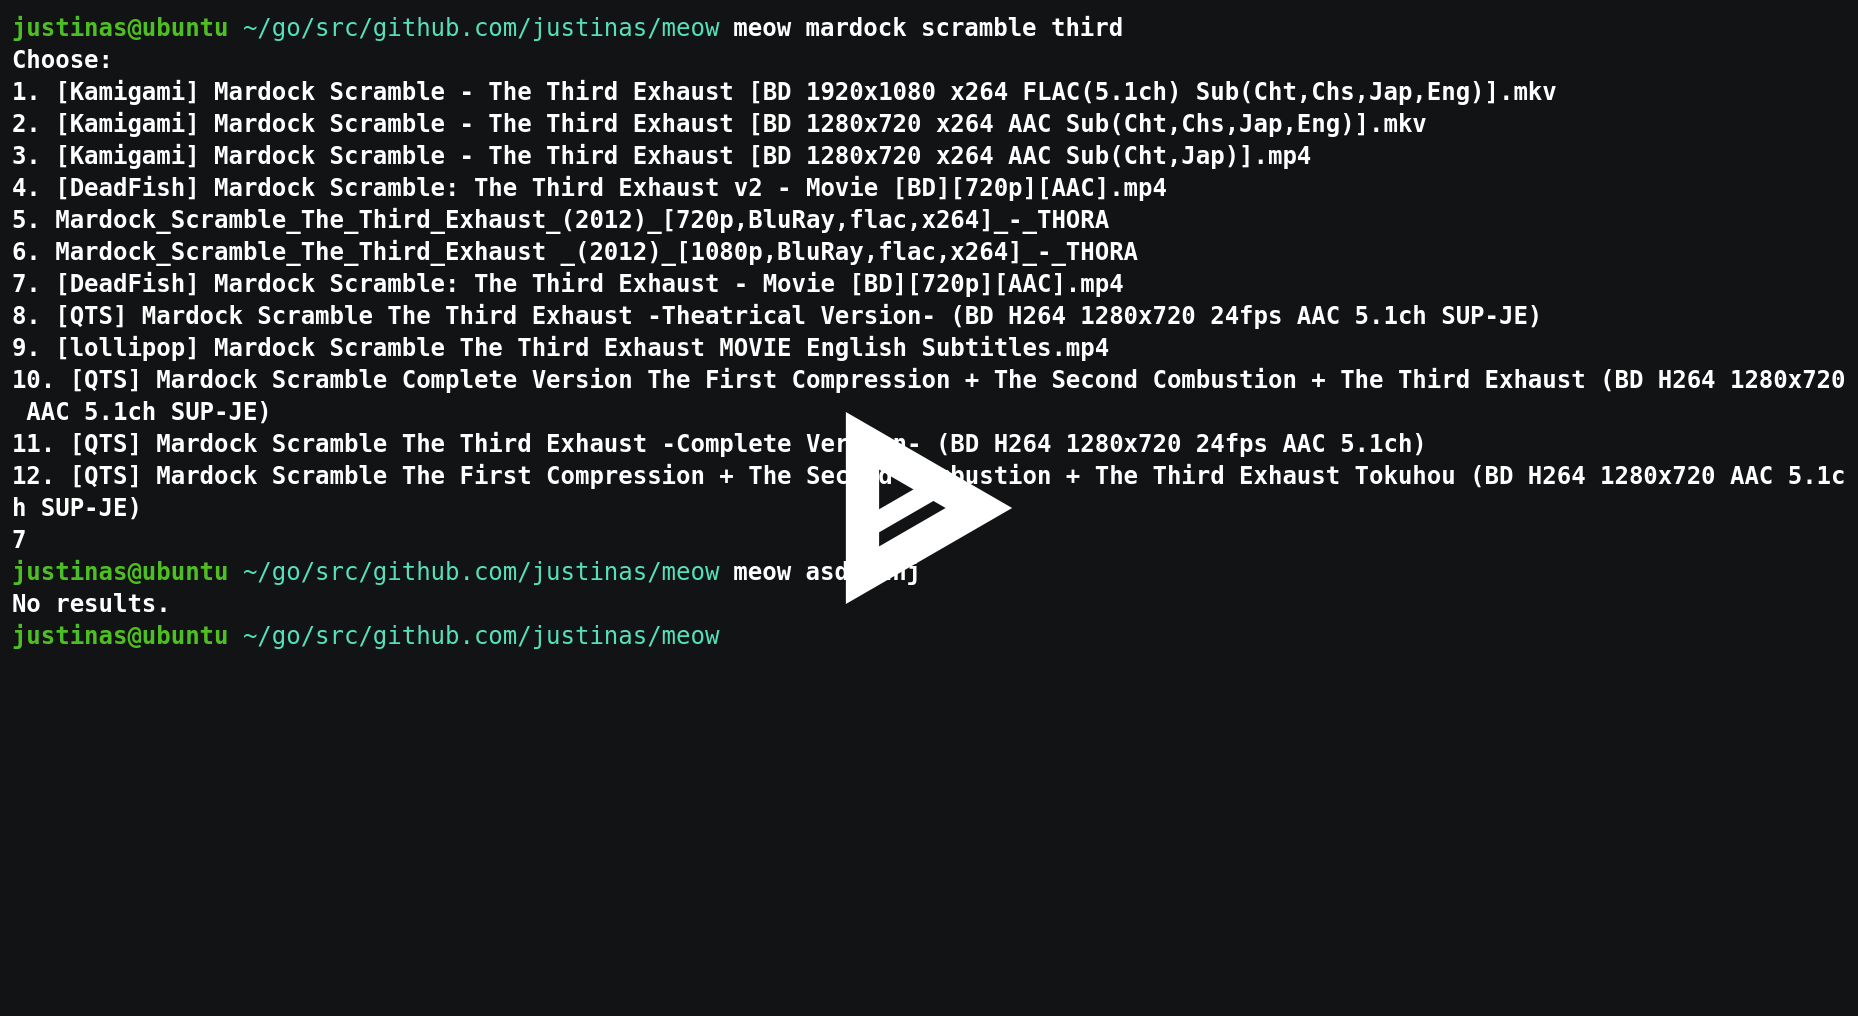 justinas@ubuntu ~/go/src/github.com/justinas/meow meow mardock scramble third
Choose:
1. [Kamigami] Mardock Scramble - The Third Exhaust [BD 1920x1080 x264 FLAC(5.1ch) Sub(Cht,Chs,Jap,Eng)].mkv
2. [Kamigami] Mardock Scramble - The Third Exhaust [BD 1280x720 x264 AAC Sub(Cht,Chs,Jap,Eng)].mkv
3. [Kamigami] Mardock Scramble - The Third Exhaust [BD 1280x720 x264 AAC Sub(Cht,Jap)].mp4
4. [DeadFish] Mardock Scramble: The Third Exhaust v2 - Movie [BD][720p][AAC].mp4
5. Mardock_Scramble_The_Third_Exhaust_(2012)_[720p,BluRay,flac,x264]_-_THORA
6. Mardock_Scramble_The_Third_Exhaust _(2012)_[1080p,BluRay,flac,x264]_-_THORA
7. [DeadFish] Mardock Scramble: The Third Exhaust - Movie [BD][720p][AAC].mp4
8. [QTS] Mardock Scramble The Third Exhaust -Theatrical Version- (BD H264 1280x720 24fps AAC 5.1ch SUP-JE)
9. [lollipop] Mardock Scramble The Third Exhaust MOVIE English Subtitles.mp4
10. [QTS] Mardock Scramble Complete Version The First Compression + The Second Combustion + The Third Exhaust (BD H264 1280x720
AAC 5.1ch SUP-JE)
11. [QTS] Mardock Scramble The Third Exhaust -Complete Version- (BD H264 1280x720 24fps AAC 5.1ch)
12. [QTS] Mardock Scramble The First Compression + The Second Combustion + The Third Exhaust Tokuhou (BD H264 1280x720 AAC 5.1c
h SUP-JE)
7
justinas@ubuntu ~/go/src/github.com/justinas/meow meow
No results.
justinas@ubuntu ~/go/src/github.com/justinas/meow